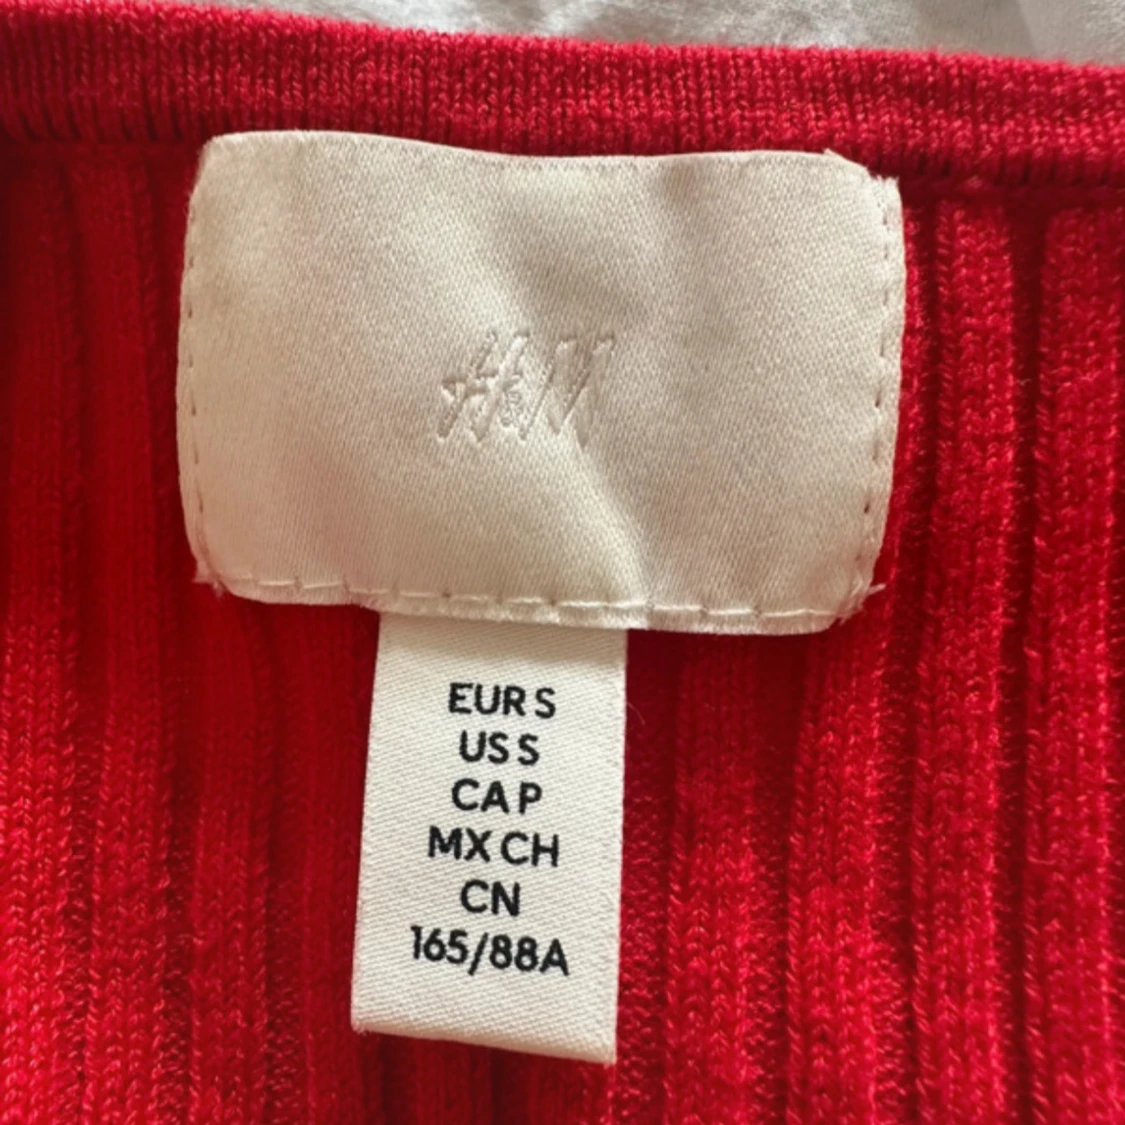 H&M
EUR S
US S
CA P
MX CH
CN
165/88A